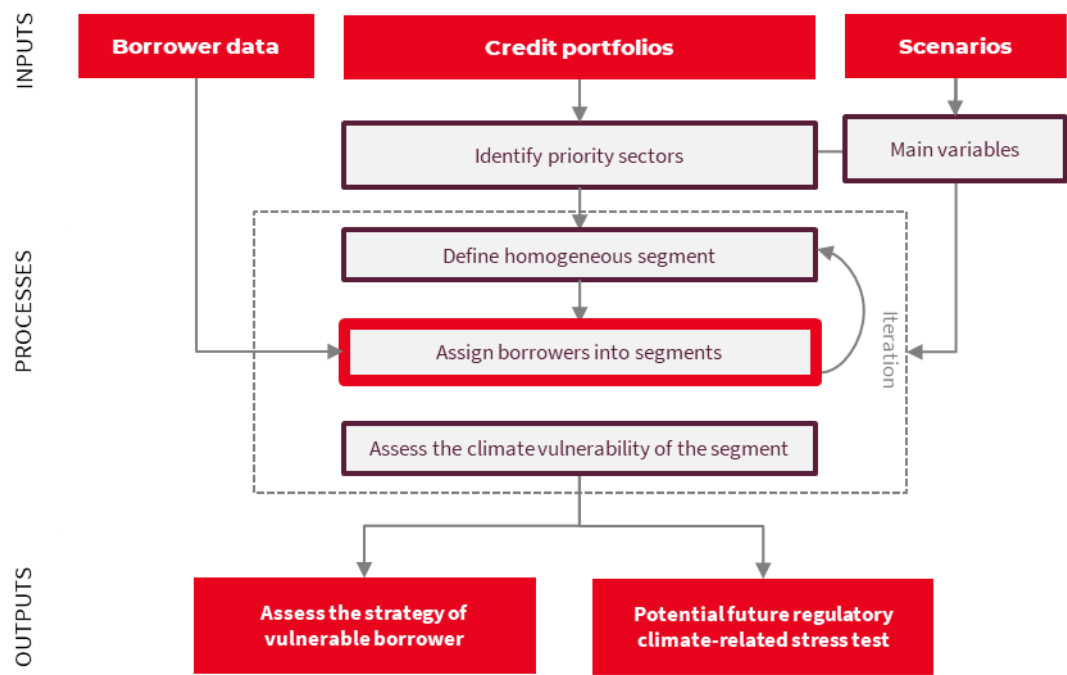 INPUTS
Borrower data
Credit portfolios
Scenarios
Identify priority sectors
Main variables
PROCESSES
Define homogeneous segment
Assign borrowers into segments
Iteration
Assess the climate vulnerability of the segment
OUTPUTS
Assess the strategy of
vulnerable borrower
Potential future regulatory
climate-related stress test